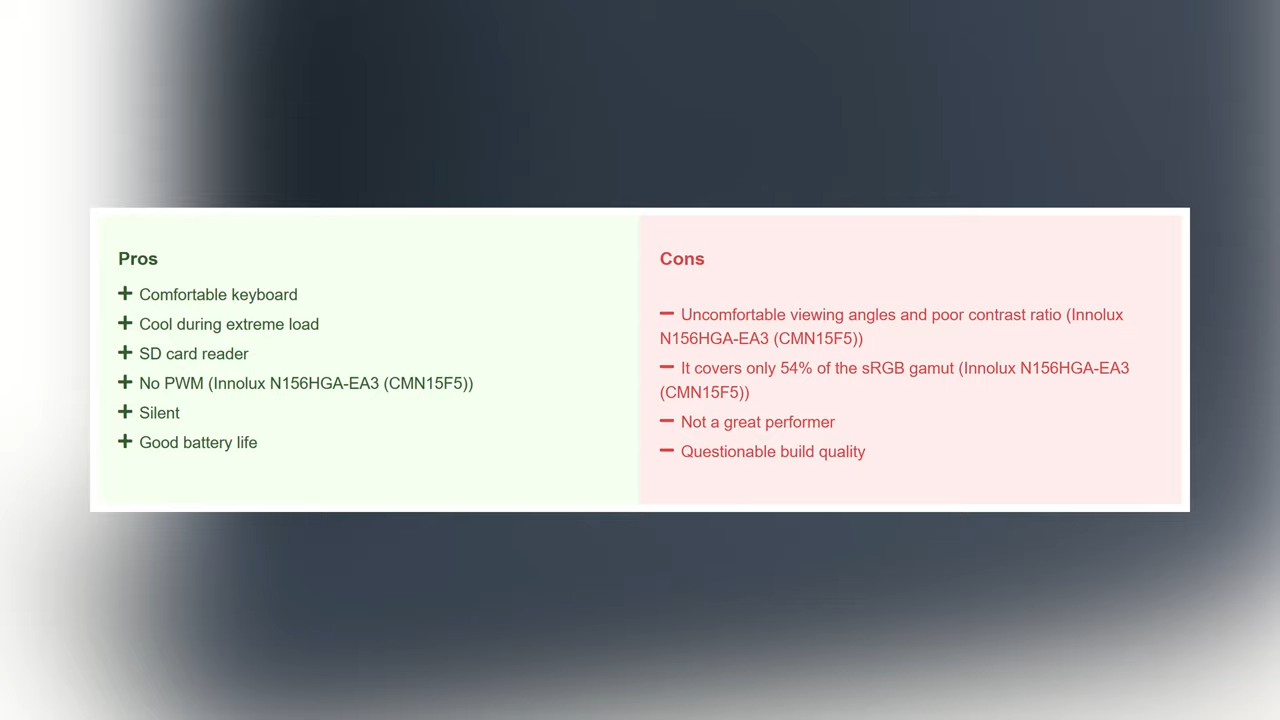 Pros
+ Comfortable keyboard
+ Cool during extreme load
+ SD card reader
+ No PWM (Innolux N156HGA-EA3 (CMN15F5))
+ Silent
+ Good battery life
Cons
− Uncomfortable viewing angles and poor contrast ratio (Innolux
N156HGA-EA3 (CMN15F5))
− It covers only 54% of the sRGB gamut (Innolux N156HGA-EA3
(CMN15F5))
− Not a great performer
− Questionable build quality